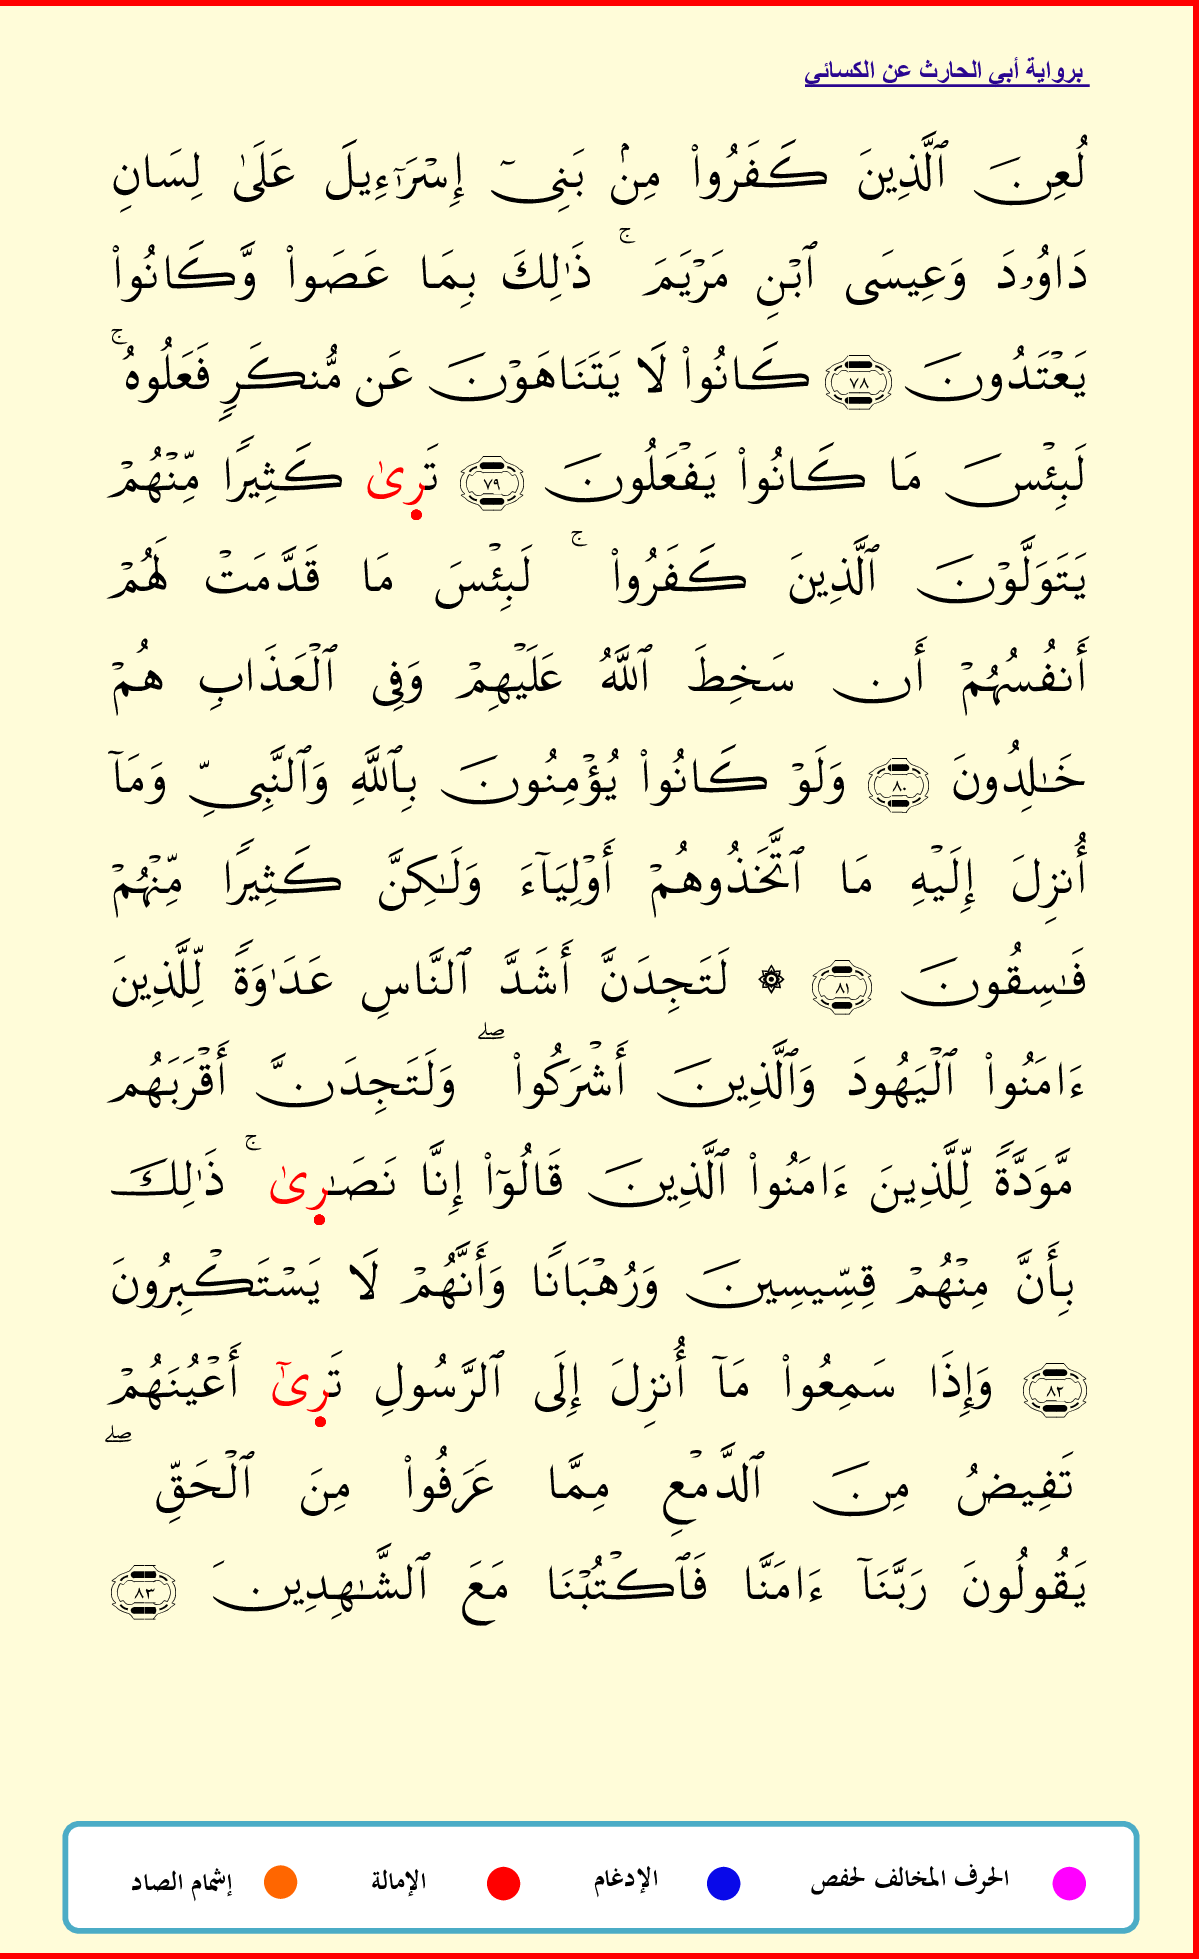 برواية أبي الحارث عن الكسائي
لُعِنَ ٱلَّذِينَ كَفَرُواْ مِنۢ بَنِيٓ إِسۡرَٰٓءِيلَ عَلَىٰ لِسَانِ
دَاوُۥدَ وَعِيسَى ٱبۡنِ مَرۡيَمَ ۚ ذَٰلِكَ بِمَا عَصَواْ وَّكَانُواْ
يَعۡتَدُونَ ٧٨ كَانُواْ لَا يَتَنَاهَوۡنَ عَن مُّنكَرٍ فَعَلُوهُ ۚ
لَبِئۡسَ مَا كَانُواْ يَفۡعَلُونَ ٧٩ تَرِىٰ كَثِيرًا مِّنۡهُمۡ
يَتَوَلَّوۡنَ ٱلَّذِينَ كَفَرُواْ ۚ لَبِئۡسَ مَا قَدَّمَتۡ لَهُمۡ
أَنفُسُهُمۡ أَن سَخِطَ ٱللَّهُ عَلَيۡهِمۡ وَفِي ٱلۡعَذَابِ هُمۡ
خَٰلِدُونَ ٨٠ وَلَوۡ كَانُواْ يُؤۡمِنُونَ بِٱللَّهِ وَٱلنَّبِيِّ وَمَآ
أُنزِلَ إِلَيۡهِ مَا ٱتَّخَذُوهُمۡ أَوۡلِيَآءَ وَلَٰكِنَّ كَثِيرًا مِّنۡهُمۡ
فَٰسِقُونَ ٨١ ۞ لَتَجِدَنَّ أَشَدَّ ٱلنَّاسِ عَدَٰوَةً لِّلَّذِينَ
ءَامَنُواْ ٱلۡيَهُودَ وَٱلَّذِينَ أَشۡرَكُواْ ۖ وَلَتَجِدَنَّ أَقۡرَبَهُم
مَّوَدَّةً لِّلَّذِينَ ءَامَنُواْ ٱلَّذِينَ قَالُوٓاْ إِنَّا نَصَٰرِىٰ ۚ ذَٰلِكَ
بِأَنَّ مِنۡهُمۡ قِسِّيسِينَ وَرُهۡبَانًا وَأَنَّهُمۡ لَا يَسۡتَكۡبِرُونَ
٨٢ وَإِذَا سَمِعُواْ مَآ أُنزِلَ إِلَى ٱلرَّسُولِ تَرِىٰٓ أَعۡيُنَهُمۡ
تَفِيضُ مِنَ ٱلدَّمۡعِ مِمَّا عَرَفُواْ مِنَ ٱلۡحَقِّ ۖ
يَقُولُونَ رَبَّنَآ ءَامَنَّا فَٱكۡتُبۡنَا مَعَ ٱلشَّٰهِدِينَ ٨٣
الحرف المخالف لحفص الإدغام الإمالة إشمام الصاد